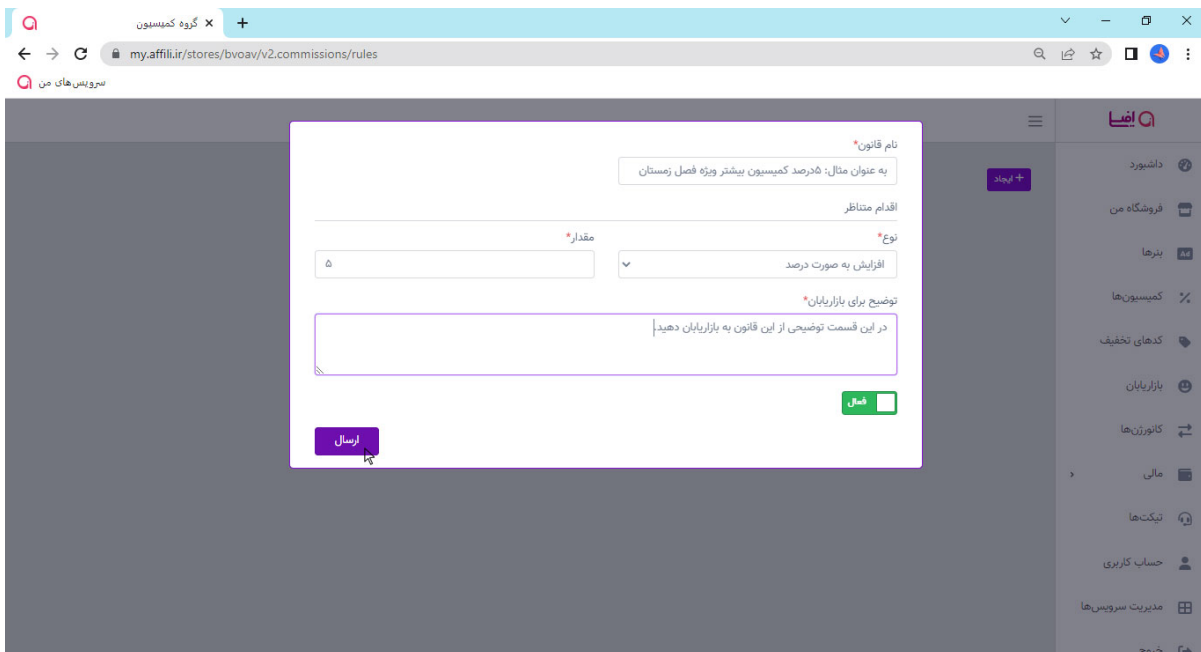 گروه کمیسیون
my.affili.ir/stores/bvoav/v2.commissions/rules
سرویس‌های من
افیلی
داشبورد
فروشگاه من
بنرها
Ad
کمیسیون‌ها
کدهای تخفیف
بازاریابان
کانورژن‌ها
مالی
تیکت‌ها
حساب کاربری
مدیریت سرویس‌ها
خروج
+ ایجاد
نام قانون*
به عنوان مثال: ۵درصد کمیسیون بیشتر ویژه فصل زمستان
اقدام متناظر
نوع*
افزایش به صورت درصد
مقدار*
۵
توضیح برای بازاریابان*
در این قسمت توضیحی از این قانون به بازاریابان دهید.
فعال
ارسال